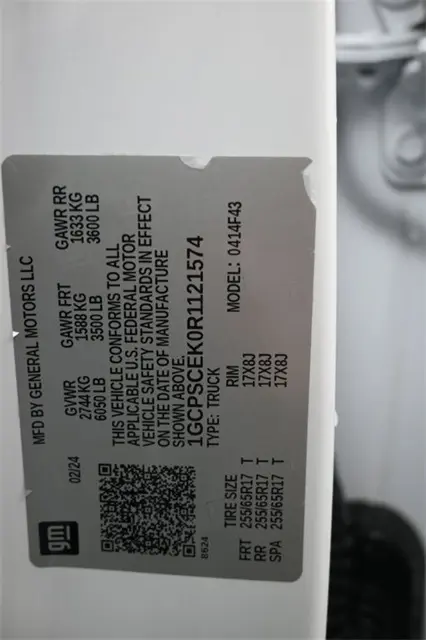 gm
02/24
MFD BY GENERAL MOTORS LLC
GVWR GAWR FRT GAWR RR
2744 KG 1588 KG 1633 KG
6050 LB 3500 LB 3600 LB
THIS VEHICLE CONFORMS TO ALL
APPLICABLE U.S. FEDERAL MOTOR
VEHICLE SAFETY STANDARDS IN EFFECT
ON THE DATE OF MANUFACTURE
SHOWN ABOVE.
1GCPSCEK0R1121574
TYPE: TRUCK
8624
MODEL: 0414F43
TIRE SIZE RIM
FRT 255/65R17 T 17X8J
RR 255/65R17 T 17X8J
SPA 255/65R17 T 17X8J